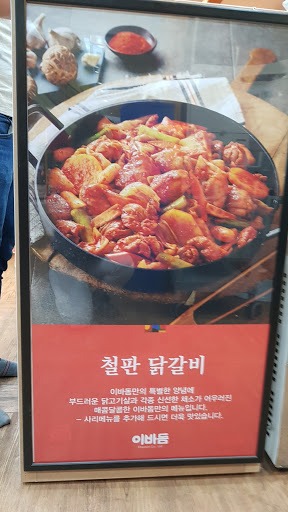 철판 닭갈비
이바돔만의 특별한 양념에
부드러운 닭고기살과 각종 신선한 채소가 어우러진
매콤달콤한 이바돔만의 메뉴입니다.
- 사리메뉴를 추가해 드시면 더욱 맛있습니다.
이바돔